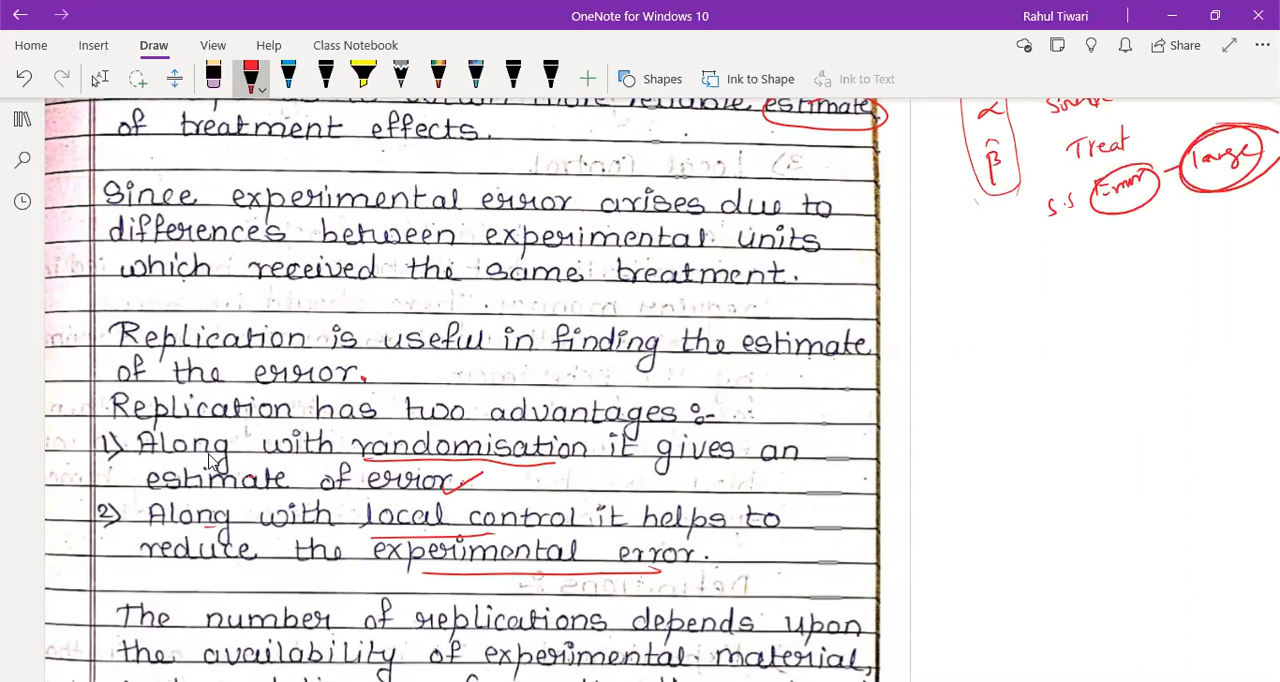 OneNote for Windows 10
Rahul Tiwari
Home Insert Draw View Help Class Notebook
Share
Shapes Ink to Shape Ink to Text
reliable estimate
of treatment effects.
Since experimental error arises due to
differences between experimental units
which received the same treatment.
Replication is useful in finding the estimate
of the error.
Replication has two advantages :-
1) Along with randomisation it gives an
estimate of error
2) Along with local control it helps to
reduce the experimental error.
The number of replications depends upon
the availability of experimental material,
α
β̂
Treat
S.S Error - large